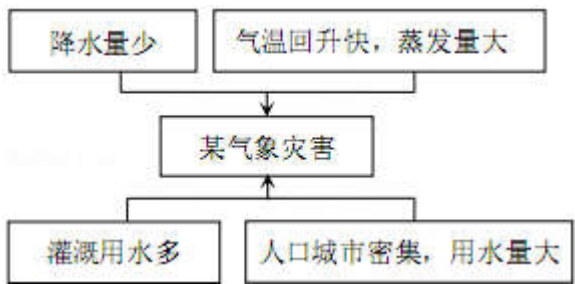 降水量少
气温回升快，蒸发量大
某气象灾害
灌溉用水多
人口城市密集，用水量大